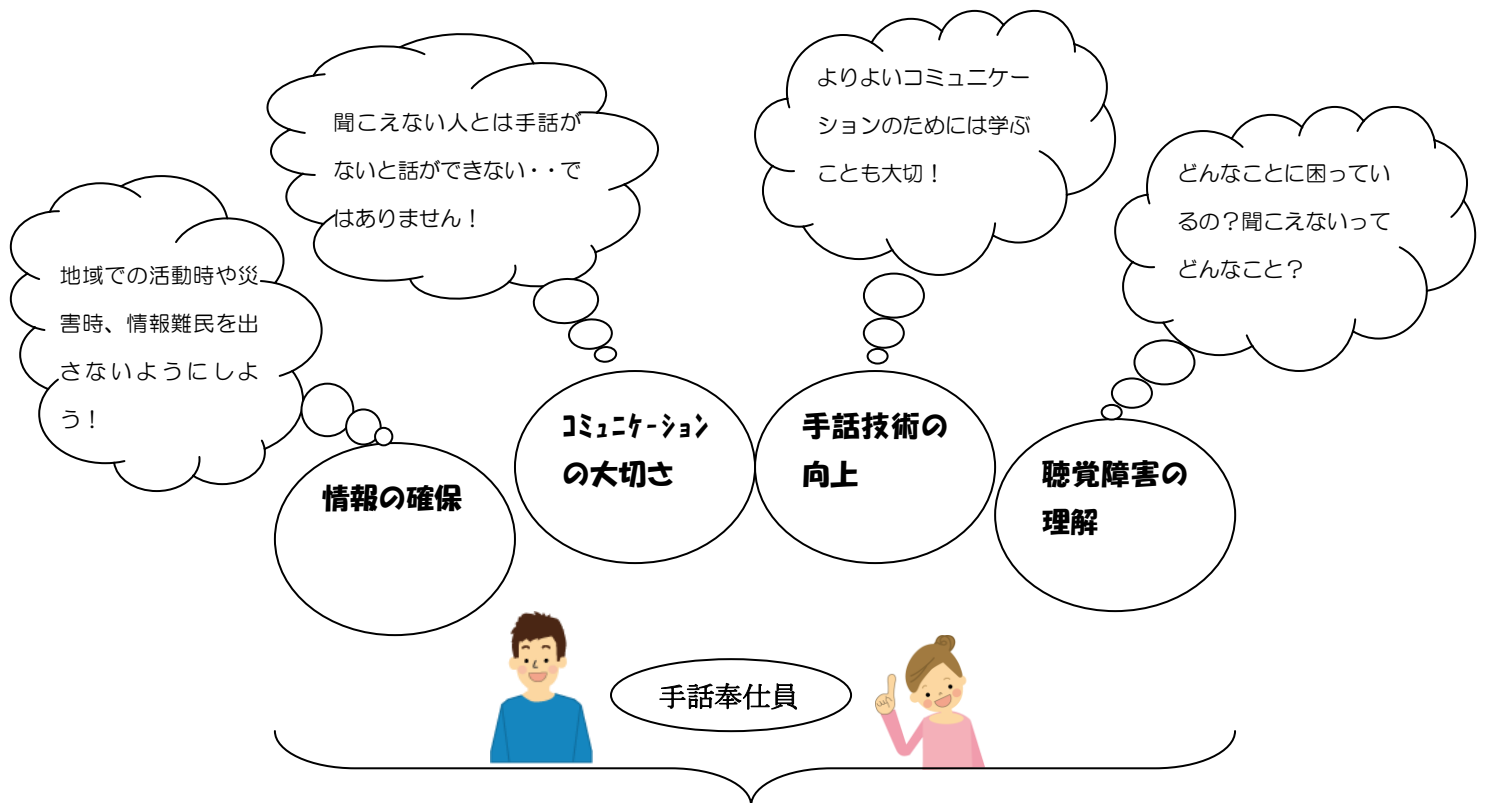 地域での活動時や災
害時、情報難民を出
さないようにしよ
う！
聞こえない人とは手話が
ないと話ができない・・で
はありません！
よりよいコミュニケー
ションのためには学ぶ
ことも大切！
どんなことに困ってい
るの？聞こえないって
どんなこと？
情報の確保
ｺﾐｭﾆｹｰｼｮﾝ
の大切さ
手話技術の
向上
聴覚障害の
理解
手話奉仕員